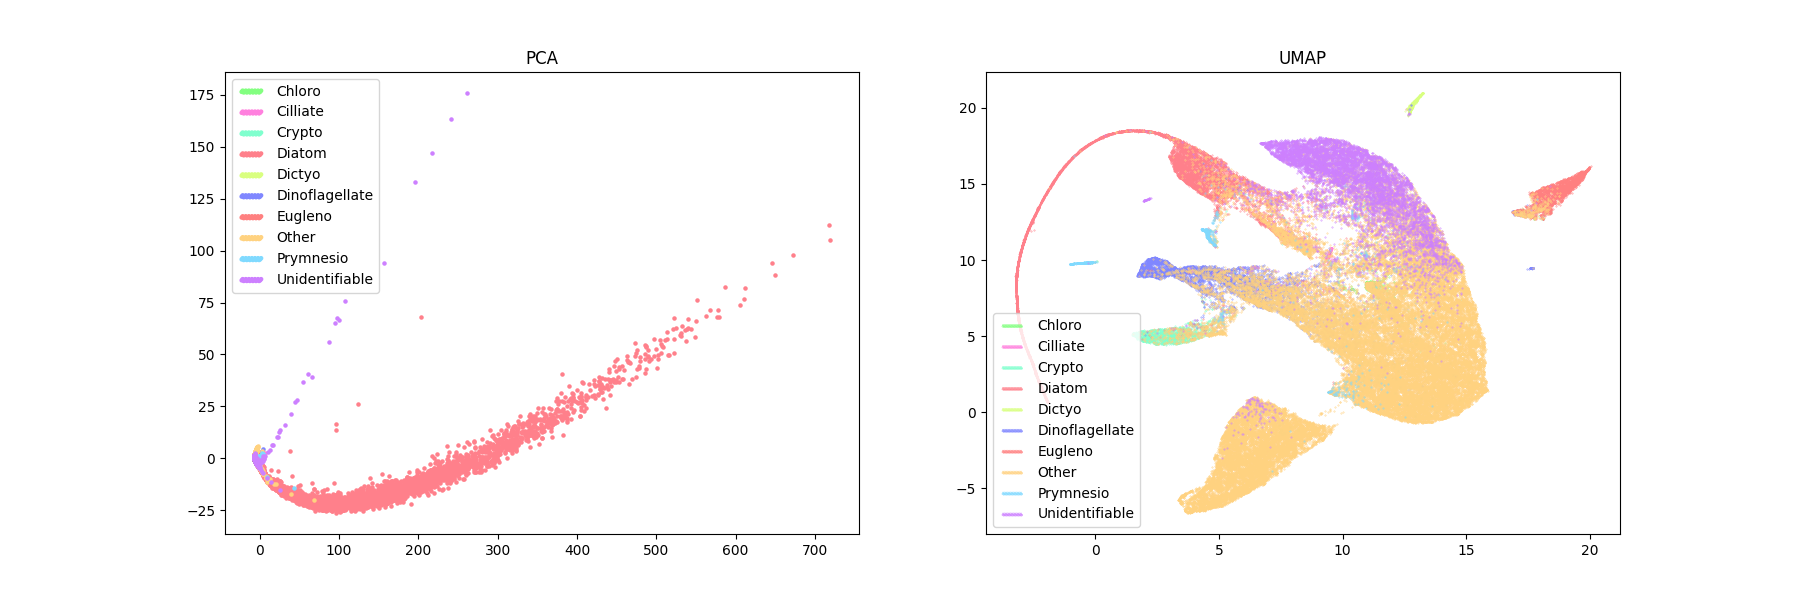 PCA
175
150
125
100
75
50
25
0
−25
0 100 200 300 400 500 600 700
Chloro
Cilliate
Crypto
Diatom
Dictyo
Dinoflagellate
Eugleno
Other
Prymnesio
Unidentifiable
UMAP
20
15
10
5
0
−5
0 5 10 15 20
Chloro
Cilliate
Crypto
Diatom
Dictyo
Dinoflagellate
Eugleno
Other
Prymnesio
Unidentifiable